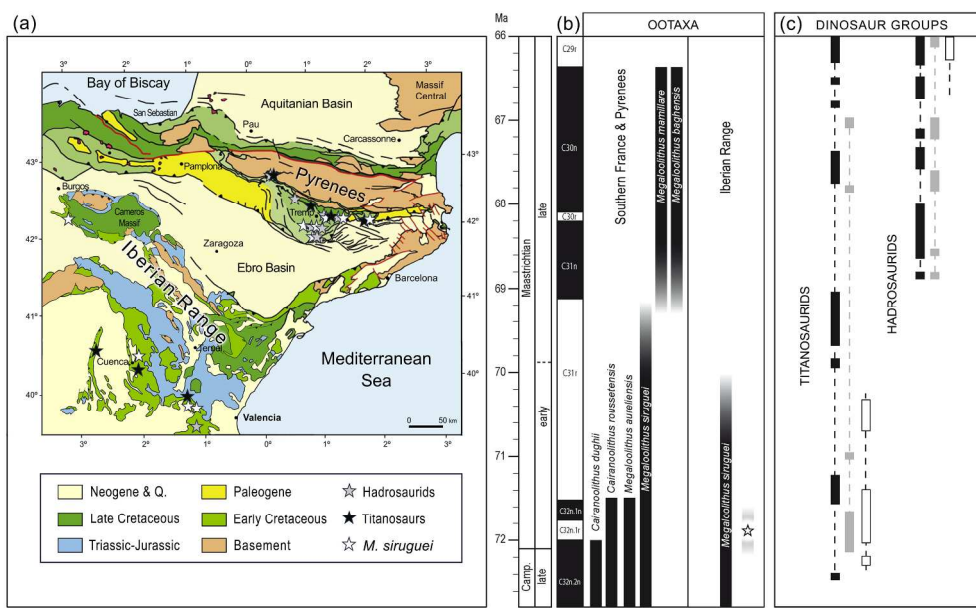 (a)
3° 2° 1° 0° 1° 2° 3°
Bay of Biscay
Aquitanian Basin
Massif
Central
San Sebastian
Pau
Carcassonne
43° 43°
Pamplona
Pyrenees
Burgos
Tremp
Cameros
Massif
42° 42°
Zaragoza
Iberian Range
Ebro Basin
Barcelona
41° 41°
Teruel
Cuenca
Mediterranean
Sea
40° 40°
Valencia
0 50 km
3° 2° 1° 0° 1° 2° 3°
Neogene & Q.
Paleogene
Hadrosaurids
Late Cretaceous
Early Cretaceous
Titanosaurs
Triassic-Jurassic
Basement
M. siruguei
Ma
66
67
68
69
70
71
72
Maastrichtian
late
early
Camp.
late
(b)
OOTAXA
C29r
C30n
C30r
C31n
C31r
C32n.1n
C32n.1r
C32n.2n
Southern France & Pyrenees
Iberian Range
Cairanoolithus dughii
Cairanoolithus roussetensis
Megaloolithus aureliensis
Megaloolithus siruguei
Megaloolithus mamillare
Megaloolithus baghensis
Megaloolithus siruguei
(c)
DINOSAUR GROUPS
TITANOSAURIDS
HADROSAURIDS